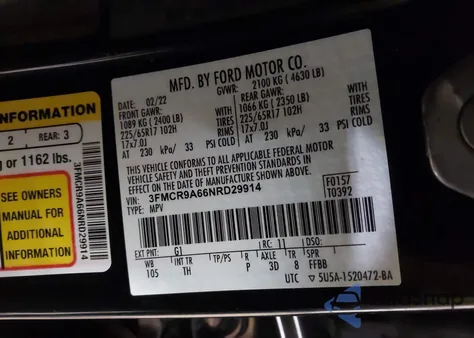 INFORMATION
2 REAR: 3
g or 1162 lbs.
SEE OWNERS
MANUAL FOR
ADDITIONAL
INFORMATION
3FMCR9A66NRD29914
MFD. BY FORD MOTOR CO.
DATE: 02/22 GVWR: 2100 KG (4630 LB)
FRONT GAWR: REAR GAWR:
1089 KG (2400 LB) WITH 1066 KG (2350 LB) WITH
225/65R17 102H TIRES 225/65R17 102H TIRES
17x7.0J RIMS 17x7.0J RIMS
AT 230 kPa/ 33 PSI COLD AT 230 kPa/ 33 PSI COLD
THIS VEHICLE CONFORMS TO ALL APPLICABLE FEDERAL MOTOR
VEHICLE SAFETY AND THEFT PREVENTION STANDARDS IN EFFECT ON
THE DATE OF MANUFACTURE SHOWN ABOVE.
VIN: 3FMCR9A66NRD29914 F0157
TYPE: MPV T0392
EXT PNT: G1 RC: 11 DSO:
WB INT TR TP/PS R AXLE TR SPR
105 TH P 3D 8 FFBB
UTC 5U5A-1520472-BA